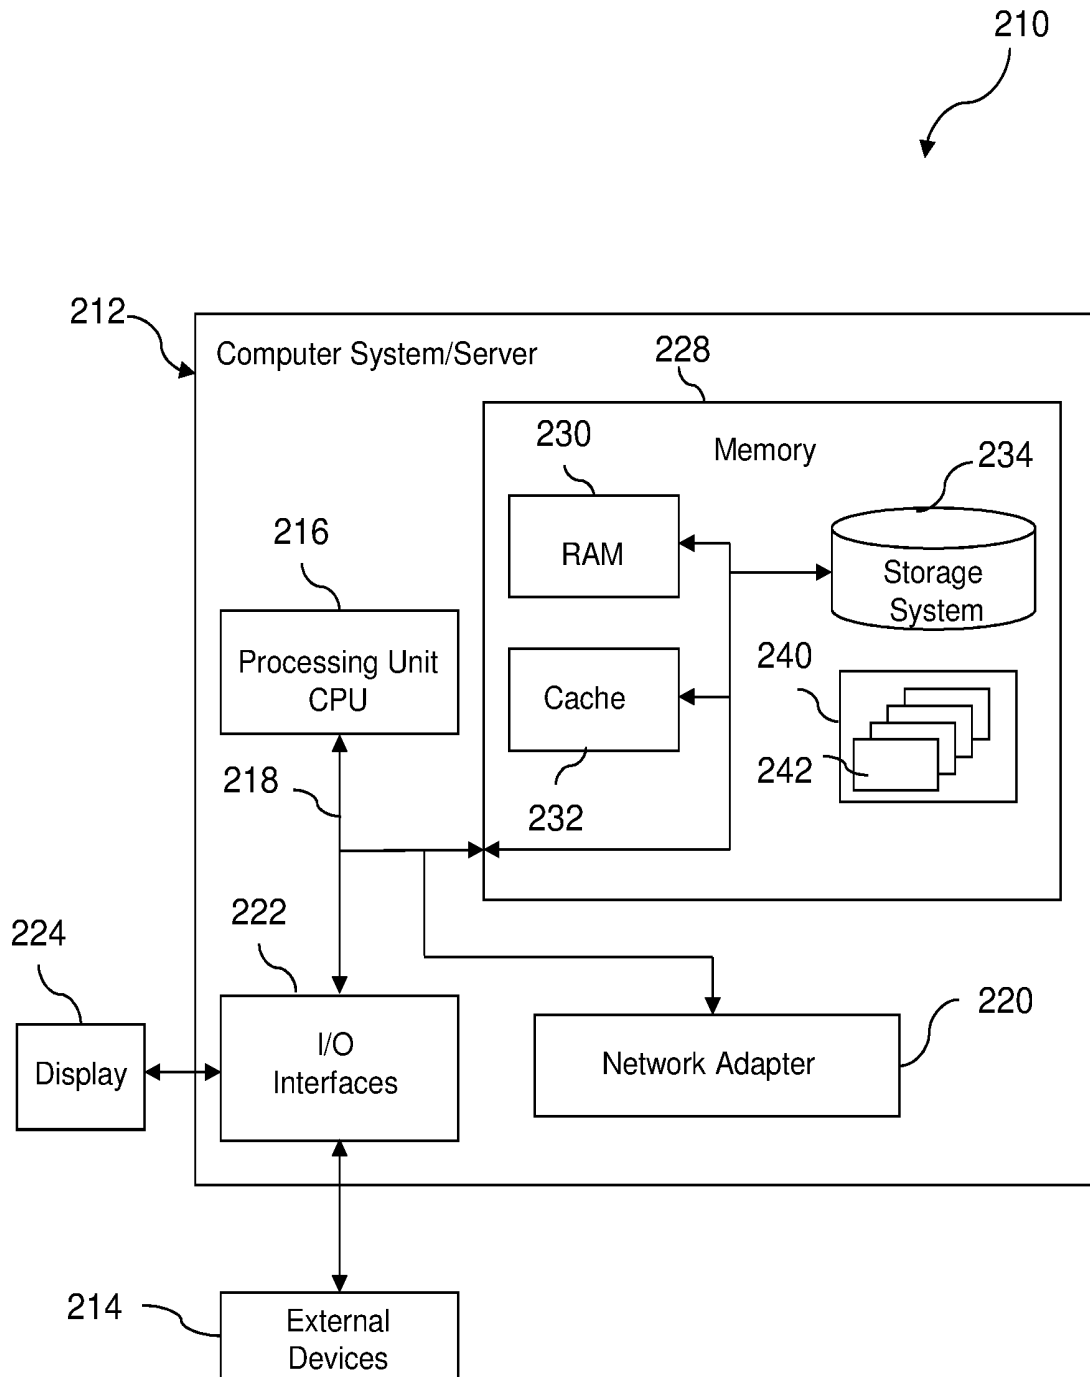 210
212
Computer System/Server
228
230
Memory
234
216
RAM
Storage
System
Processing Unit
CPU
240
Cache
242
218
232
222
224
I/O
Interfaces
220
Display
Network Adapter
214
External
Devices